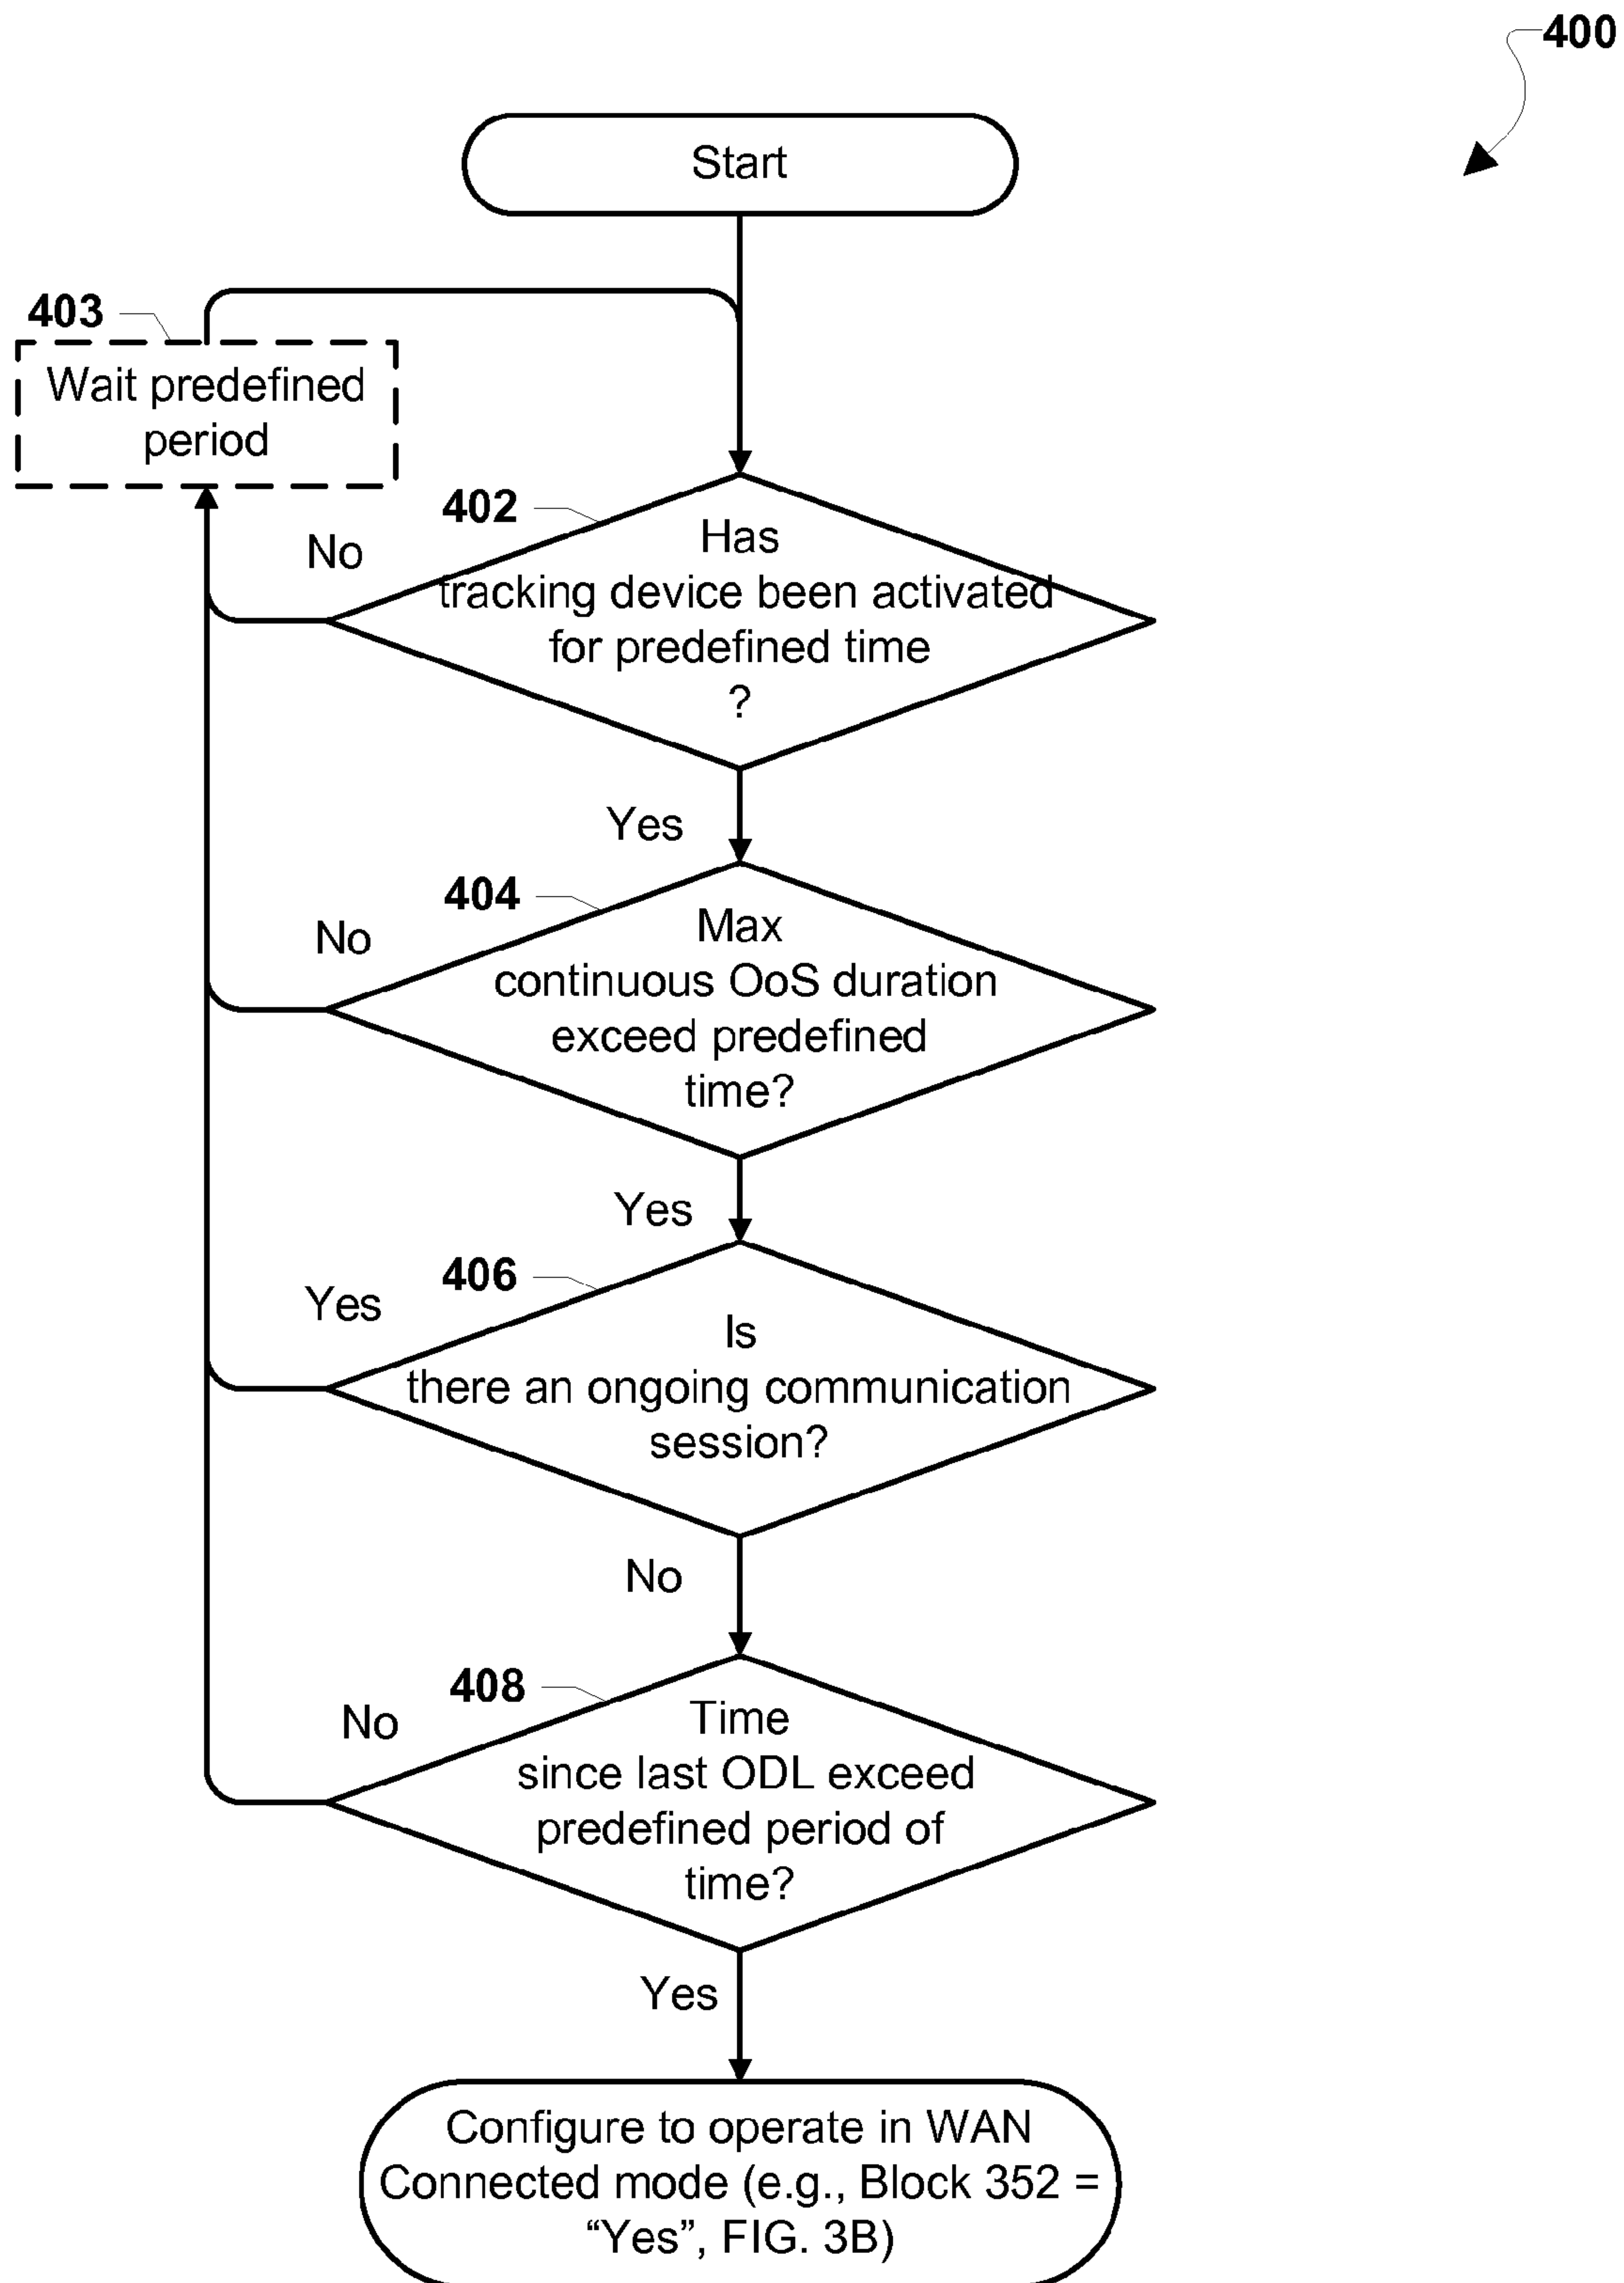 400
Start
403
Wait predefined
period
402
No
Has
tracking device been activated
for predefined time
?
Yes
404
No
Max
continuous OoS duration
exceed predefined
time?
Yes
406
Yes
Is
there an ongoing communication
session?
No
408
No
Time
since last ODL exceed
predefined period of
time?
Yes
Configure to operate in WAN
Connected mode (e.g., Block 352 =
“Yes”, FIG. 3B)